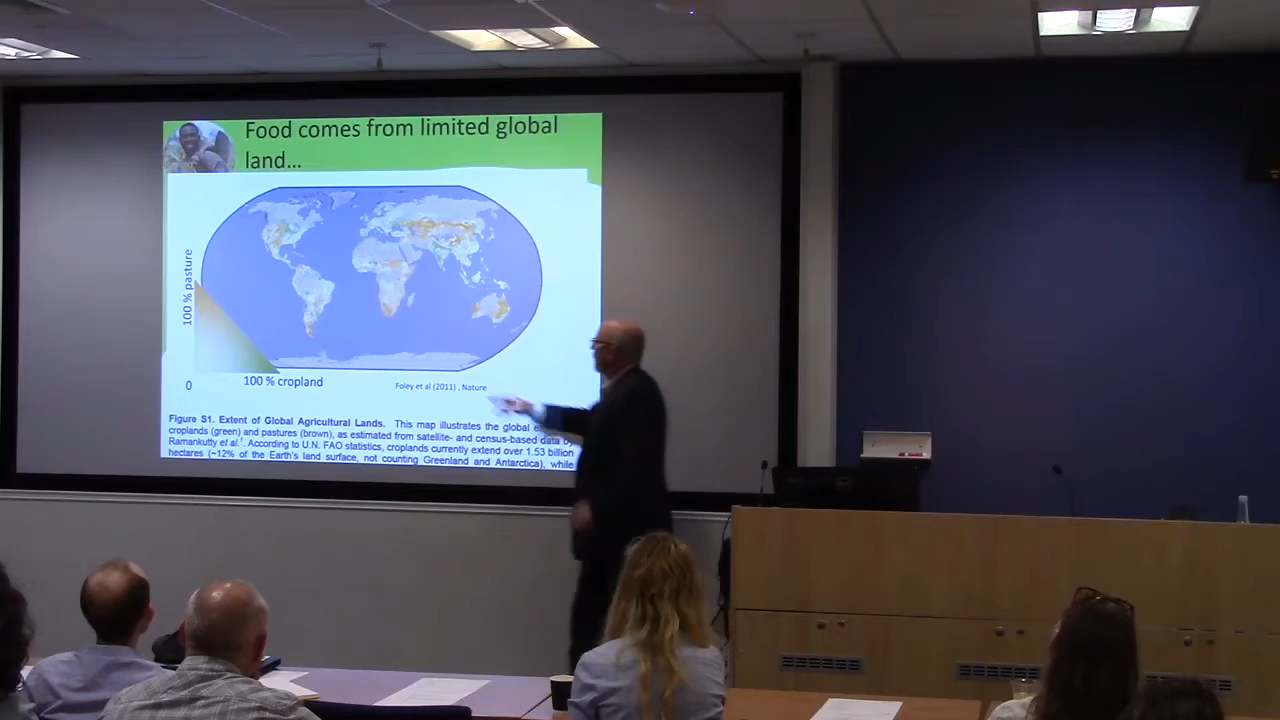 Food comes from limited global
land...
100 % pasture
0
100 % cropland
Foley et al (2011) , Nature
Figure S1. Extent of Global Agricultural Lands. This map illustrates the global
croplands (green) and pastures (brown), as estimated from satellite- and census-based data by
Ramankutty et al.¹. According to U.N. FAO statistics, croplands currently extend over 1.53 billion
hectares (~12% of the Earth's land surface, not counting Greenland and Antarctica), while